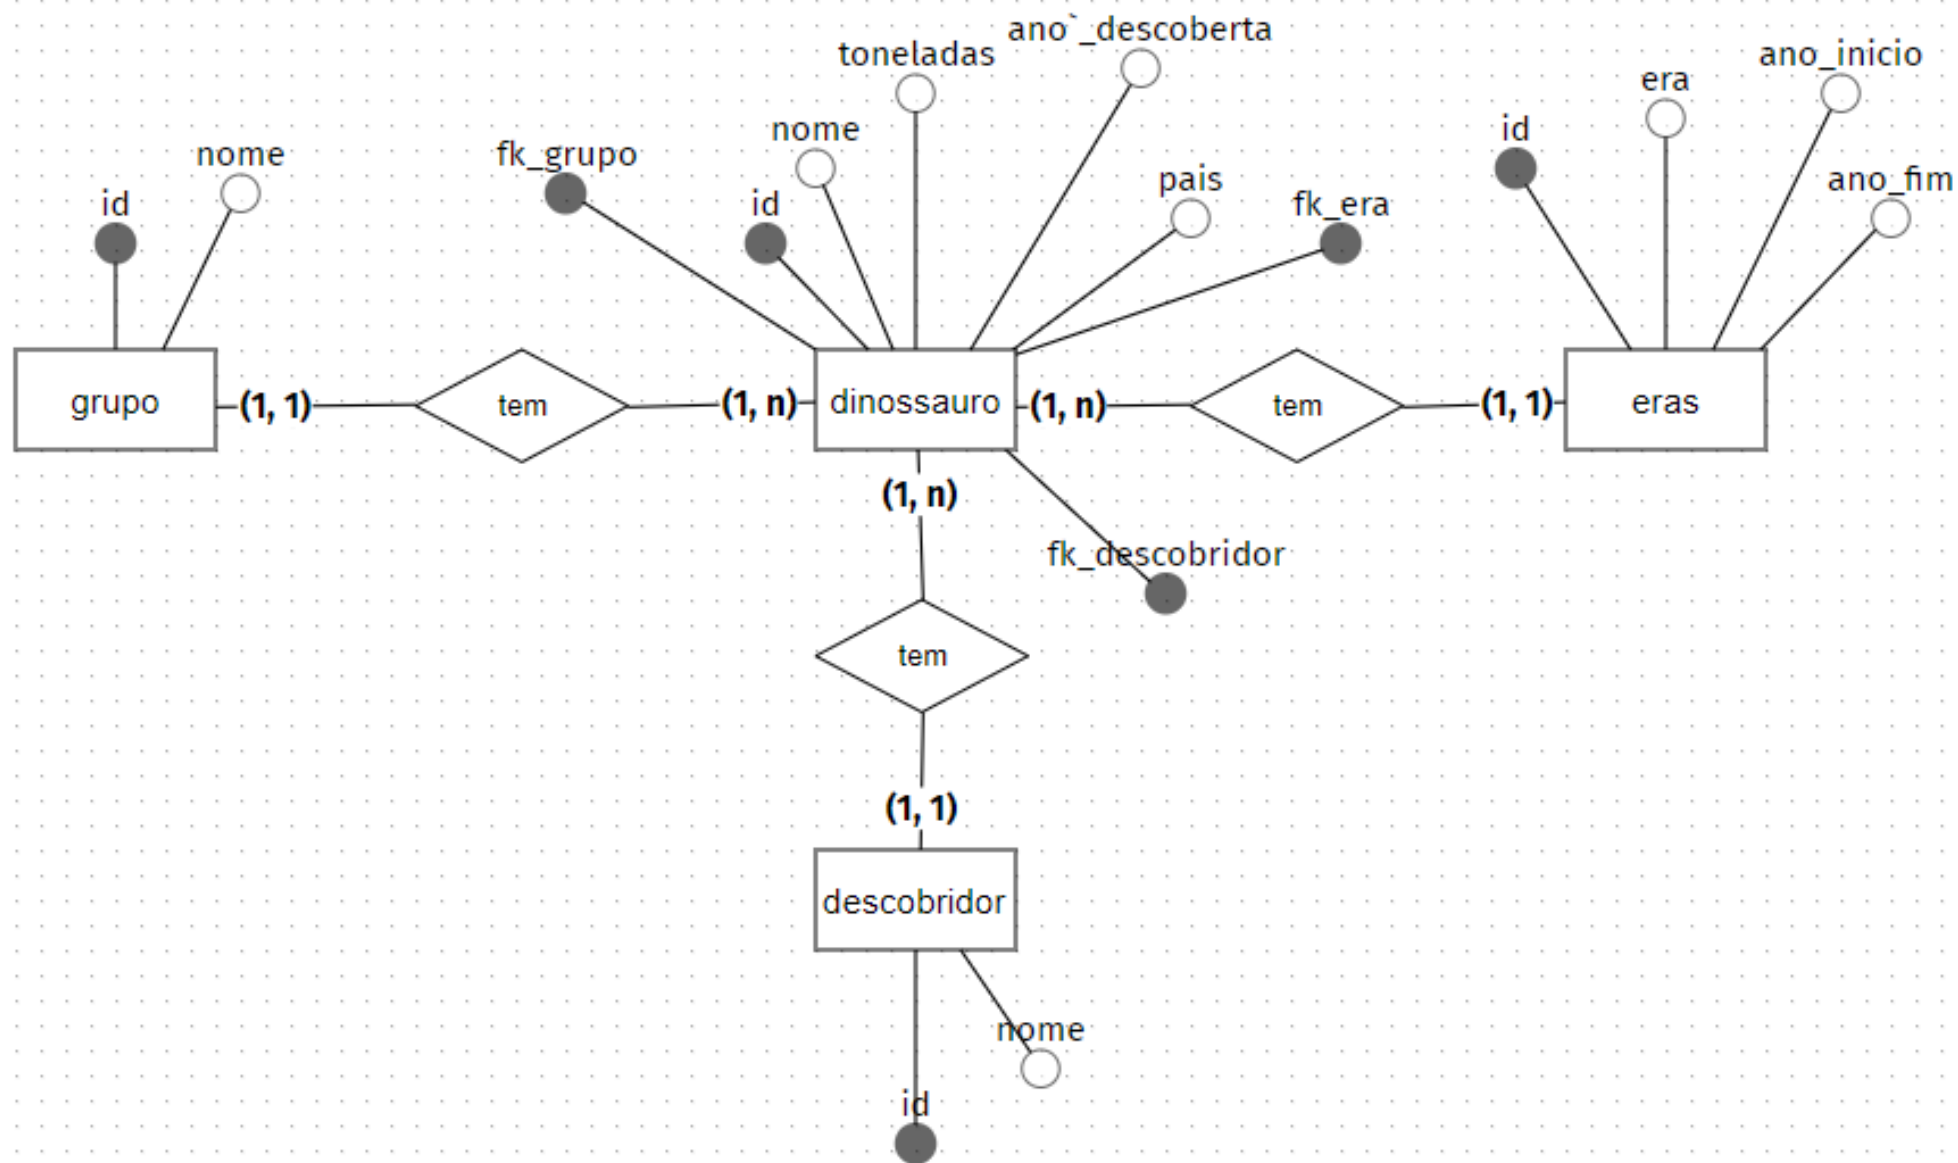 ano`_descoberta
toneladas
ano_inicio
era
nome
id
nome
fk_grupo
pais
ano_fim
id
id
fk_era
grupo
(1, 1)
tem
(1, n)
dinossauro
(1, n)
tem
(1, 1)
eras
(1, n)
fk_descobridor
tem
(1, 1)
descobridor
nome
id